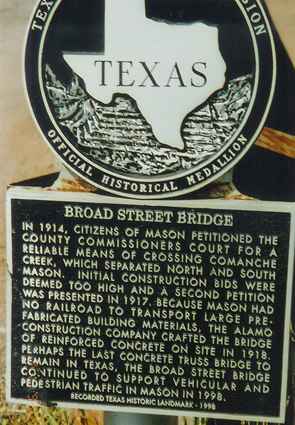 TEX
SION
TEXAS
OFFICIAL HISTORICAL MEDALLION
BROAD STREET BRIDGE
IN 1914, CITIZENS OF MASON PETITIONED THE
COUNTY COMMISSIONERS COURT FOR A
RELIABLE MEANS OF CROSSING COMANCHE
CREEK, WHICH SEPARATED NORTH AND SOUTH
MASON. INITIAL CONSTRUCTION BIDS WERE
DEEMED TOO HIGH AND A SECOND PETITION
WAS PRESENTED IN 1917. BECAUSE MASON HAD
NO RAILROAD TO TRANSPORT LARGE PRE-
FABRICATED BUILDING MATERIALS, THE ALAMO
CONSTRUCTION COMPANY CRAFTED THE BRIDGE
OF REINFORCED CONCRETE ON SITE IN 1918.
PERHAPS THE LAST CONCRETE TRUSS BRIDGE TO
REMAIN IN TEXAS, THE BROAD STREET BRIDGE
CONTINUED TO SUPPORT VEHICULAR AND
PEDESTRIAN TRAFFIC IN MASON IN 1998.
RECORDED TEXAS HISTORIC LANDMARK - 1998